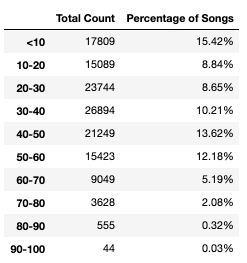 Total Count Percentage of Songs
<10 17809 15.42%
10-20 15089 8.84%
20-30 23744 8.65%
30-40 26894 10.21%
40-50 21249 13.62%
50-60 15423 12.18%
60-70 9049 5.19%
70-80 3628 2.08%
80-90 555 0.32%
90-100 44 0.03%